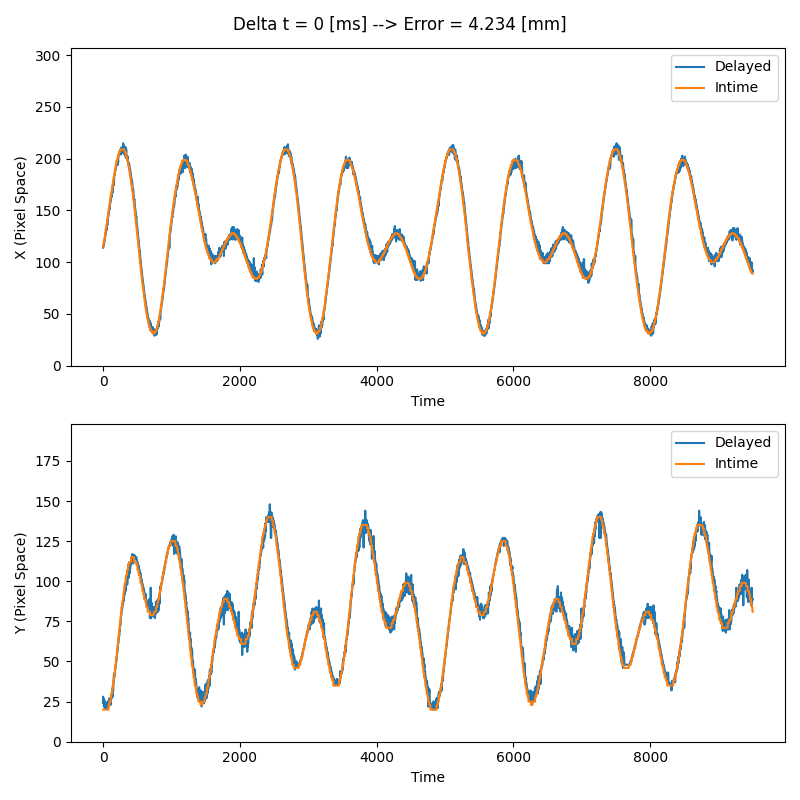 Delta t = 0 [ms] --> Error = 4.234 [mm]
300
250
200
150
100
50
0
X (Pixel Space)
Delayed
Intime
0 2000 4000 6000 8000
Time
175
150
125
100
75
50
25
0
Y (Pixel Space)
Delayed
Intime
0 2000 4000 6000 8000
Time